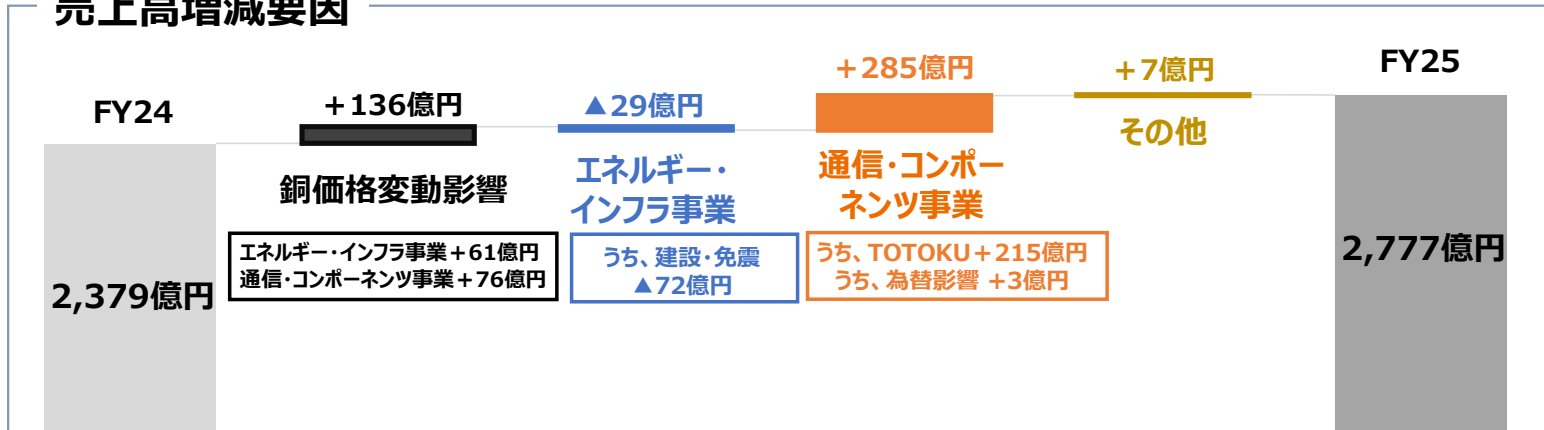 売上高増減要因
FY24
2,379億円
+136億円
銅価格変動影響
エネルギー・インフラ事業+61億円
通信・コンポーネンツ事業+76億円
▲29億円
エネルギー・
インフラ事業
うち、建設・免震
▲72億円
+285億円
通信・コンポー
ネンツ事業
うち、TOTOKU+215億円
うち、為替影響 +3億円
+7億円
その他
FY25
2,777億円